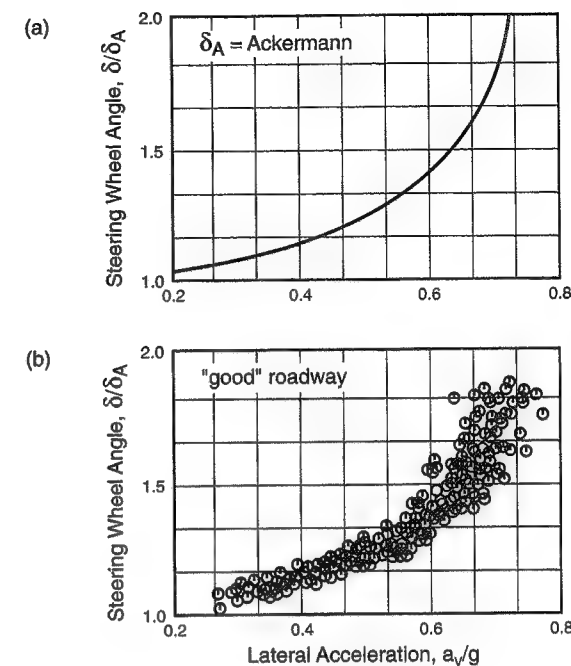 (a)
δA = Ackermann
Steering Wheel Angle, δ/δA
2.0
1.5
1.0
0.2
0.4
0.6
0.8
(b)
"good" roadway
Steering Wheel Angle, δ/δA
2.0
1.5
1.0
0.2
0.4
0.6
0.8
Lateral Acceleration, ay/g